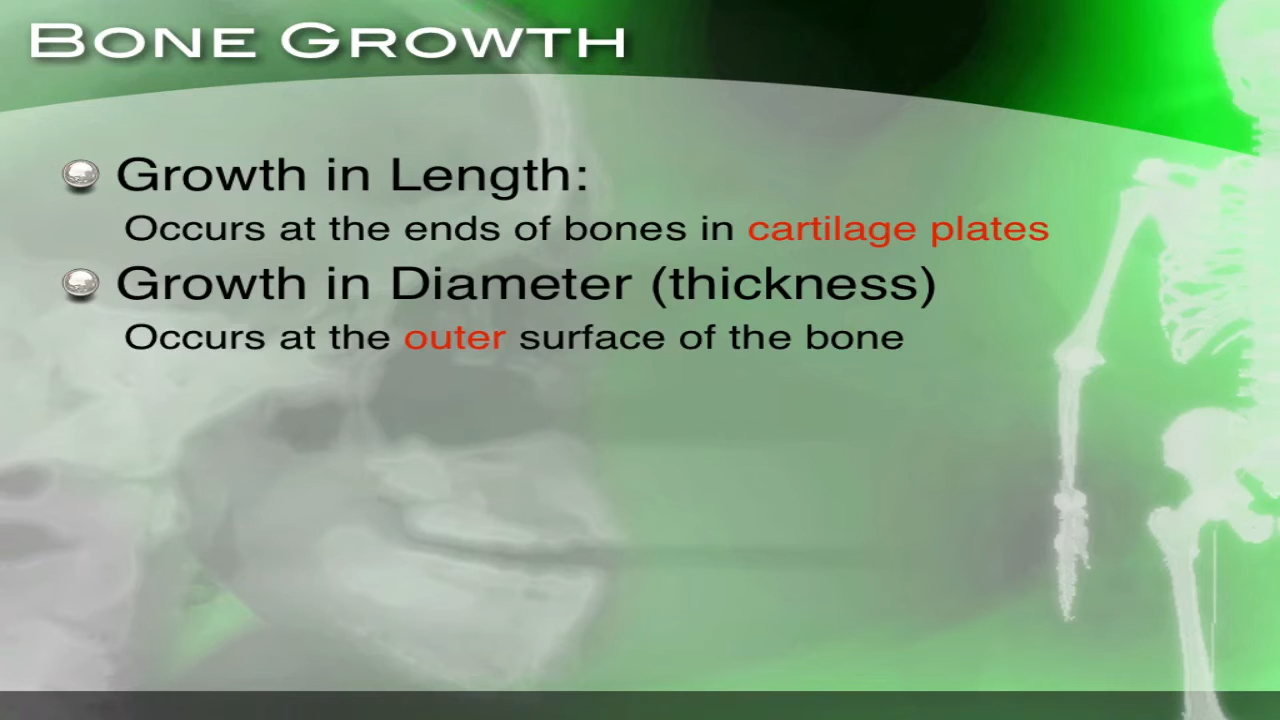 Bone Growth
Growth in Length:
Occurs at the ends of bones in cartilage plates
Growth in Diameter (thickness)
Occurs at the outer surface of the bone